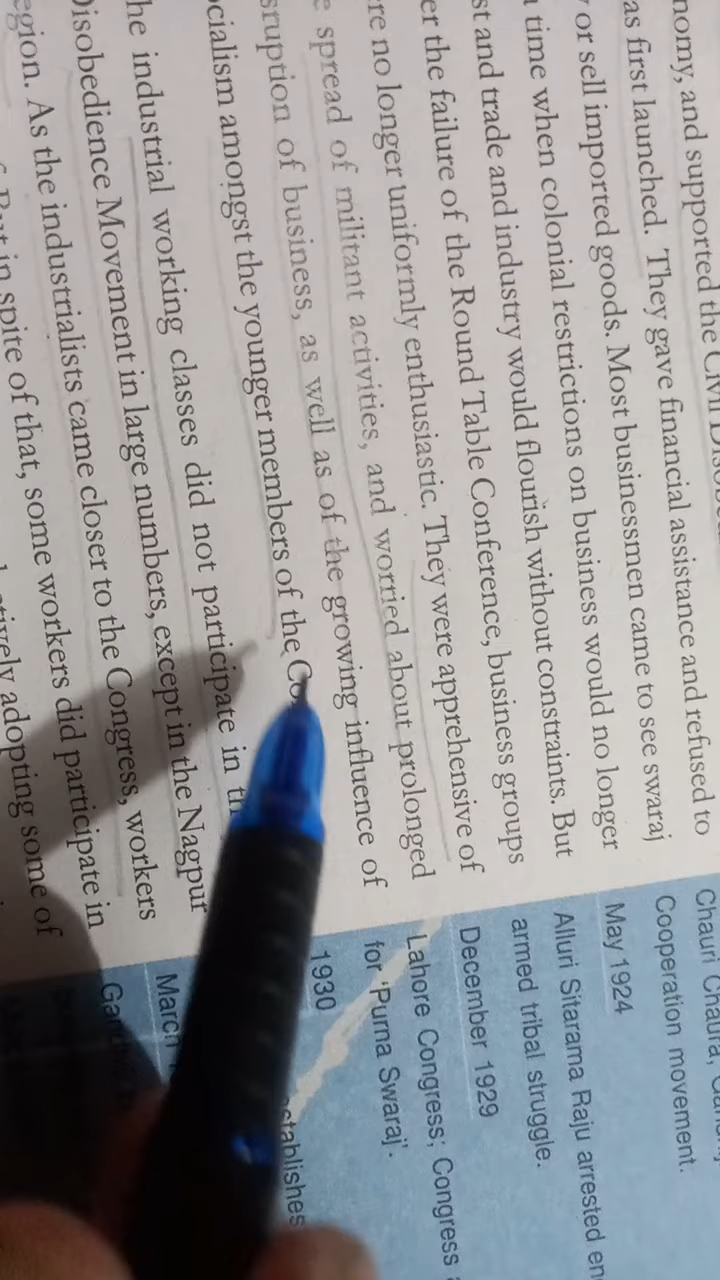 nomy, and supported the
as first launched. They gave financial assistance and refused to
or sell imported goods. Most businessmen came to see swaraj
time when colonial restrictions on business would no longer
st and trade and industry would flourish without constraints. But
er the failure of the Round Table Conference, business groups
re no longer uniformly enthusiastic. They were apprehensive of
e spread of militant activities, and worried about prolonged
sruption of business, as well as of the growing influence of
cialism amongst the younger members of the
he industrial working classes did not participate in
Disobedience Movement in large numbers, except in the Nagpur
egion. As the industrialists came closer to the Congress, workers
in spite of that, some workers did participate in
adopting some of
Chauri Chaura,
Cooperation movement.
May 1924
Alluri Sitarama Raju arrested en
armed tribal struggle.
December 1929
Lahore Congress; Congress
for 'Purna Swaraj'.
1930
establishes
March